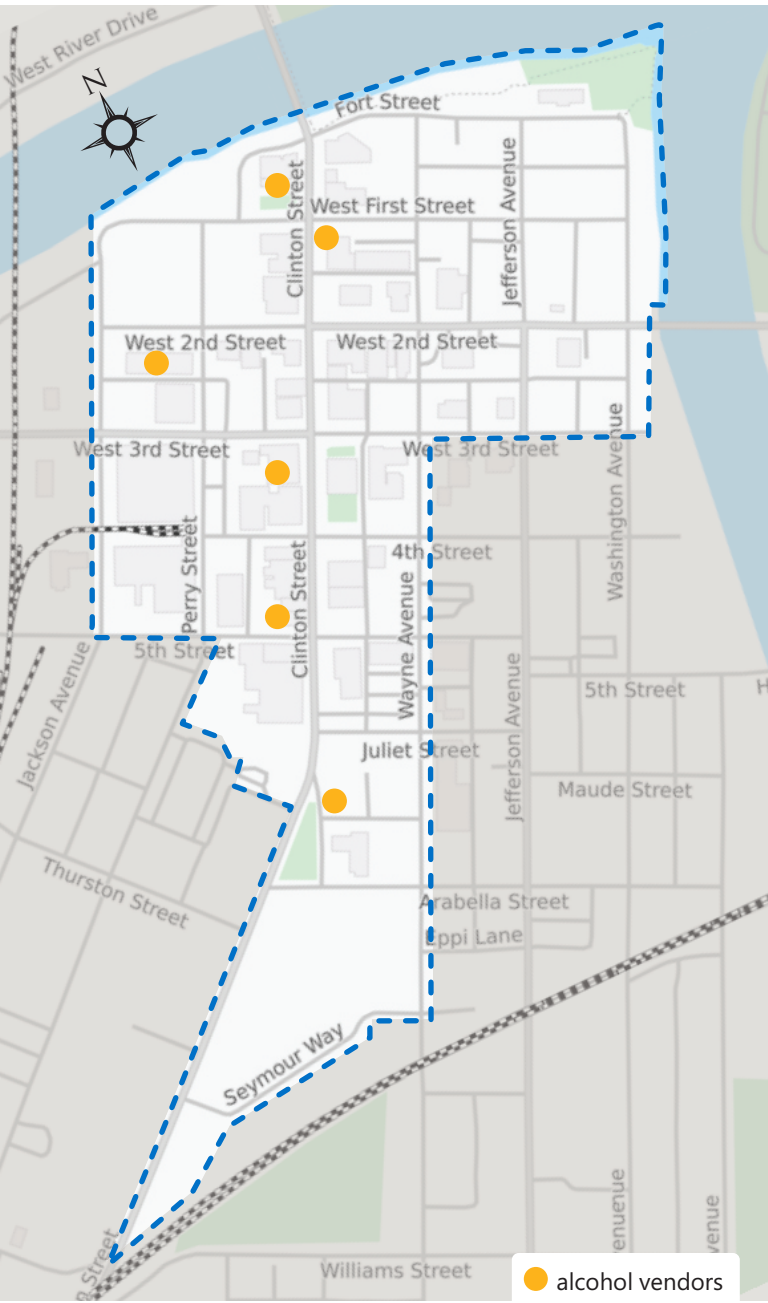 West River Drive
N
Fort Street
Clinton Street
West First Street
Jefferson Avenue
West 2nd Street
West 2nd Street
West 3rd Street
West 3rd Street
Washington Avenue
Perry Street
4th Street
Clinton Street
Wayne Avenue
5th Street
Jackson Avenue
5th Street
H
Jefferson Avenue
Juliet Street
Maude Street
Thurston Street
Arabella Street
Eppi Lane
Seymour Way
enuenue
venue
n Street
Williams Street
alcohol vendors